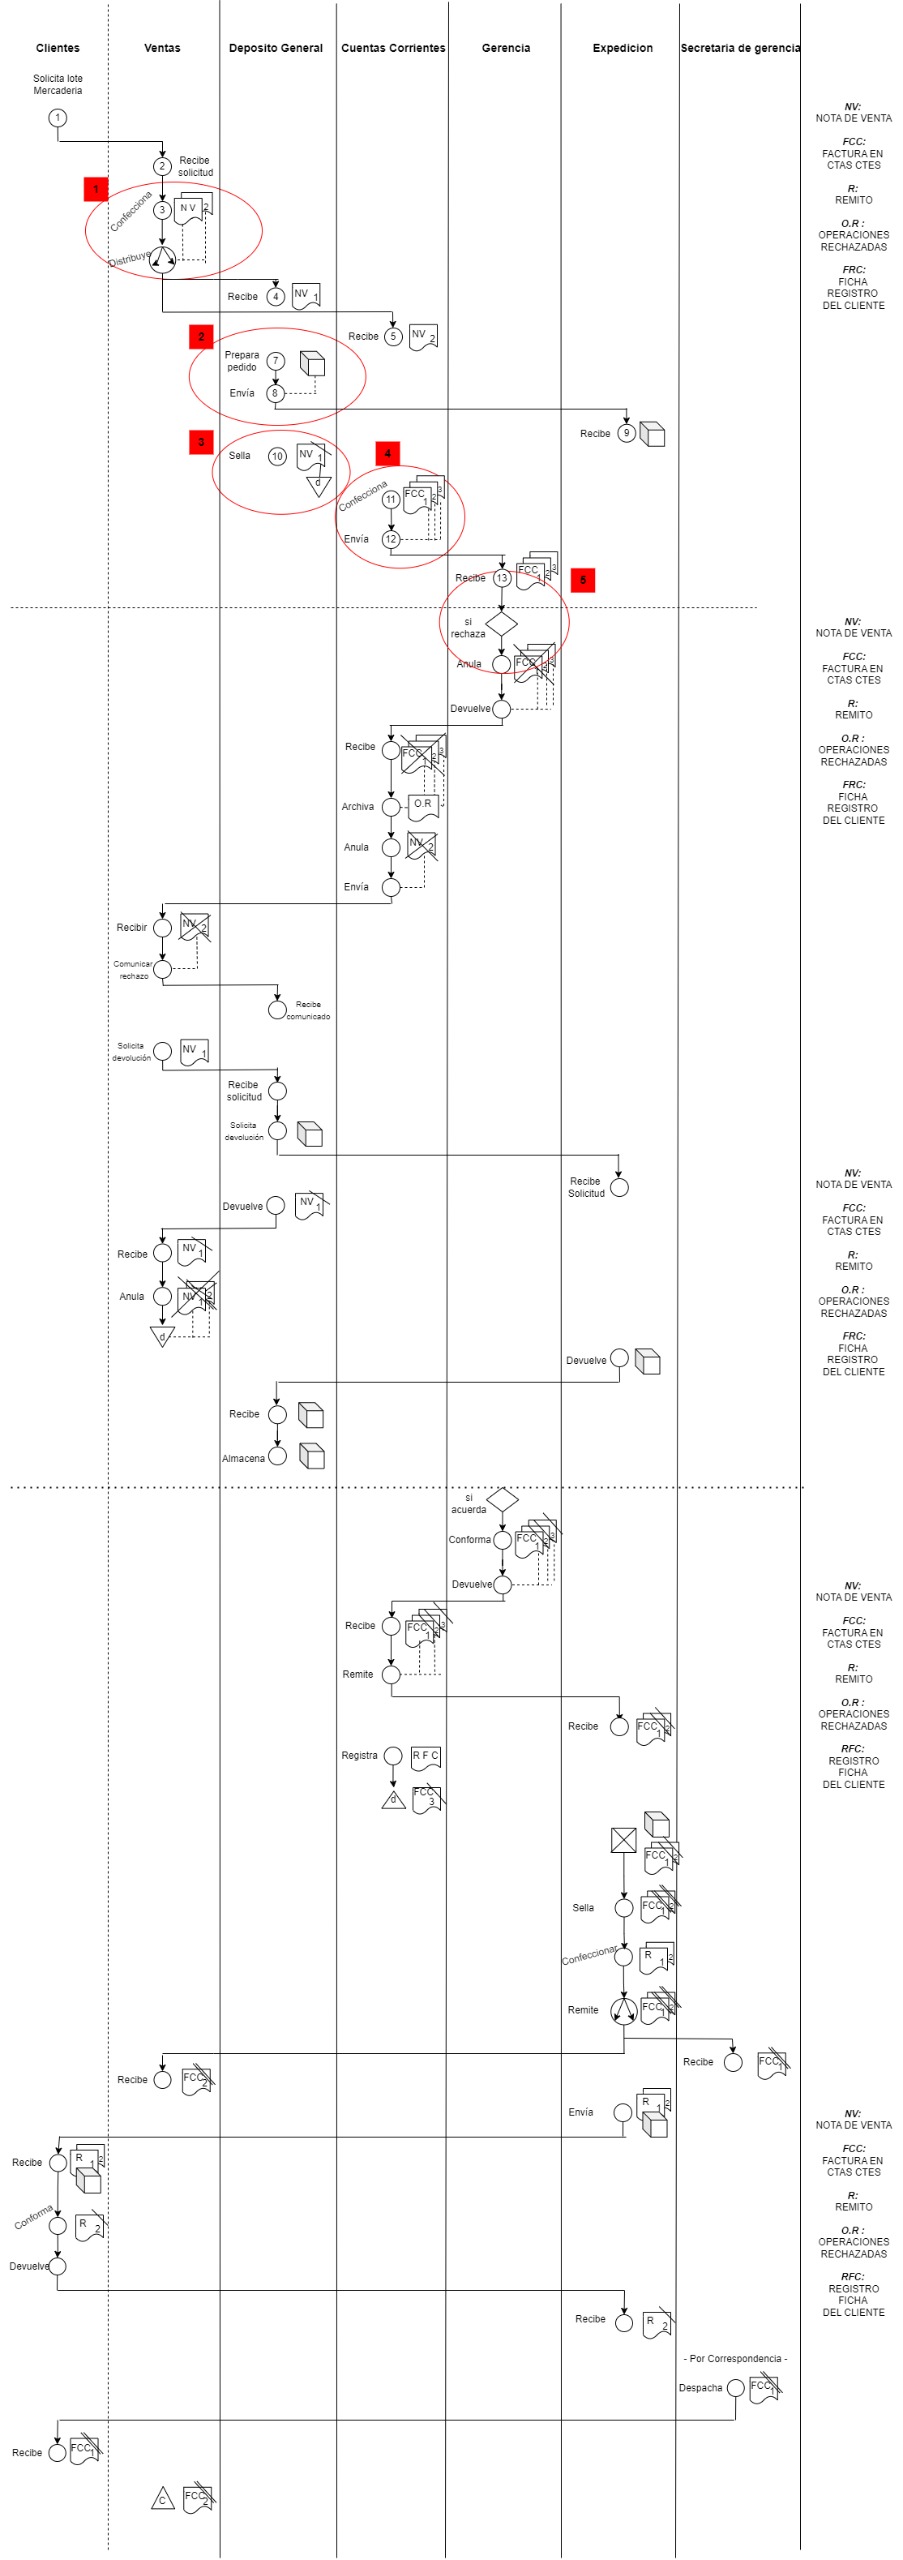 Clientes
Ventas
Deposito General
Cuentas Corrientes
Gerencia
Expedicion
Secretaria de gerencia
Solicita lote
Mercaderia
1
NV:
NOTA DE VENTA
FCC:
FACTURA EN
CTAS CTES
R:
REMITO
O.R :
OPERACIONES
RECHAZADAS
FRC:
FICHA
REGISTRO
DEL CLIENTE
2
Recibe
solicitud
1
Confecciona
3
N V
2
Distribuye
Recibe
4
NV
1
Recibe
5
NV
2
2
Prepara
pedido
7
Envía
8
Recibe
9
3
Sella
10
NV
1
d
4
Confecciona
11
FCC
1
2
3
Envía
12
Recibe
13
FCC
1
2
3
5
si
rechaza
Anula
FCC
1
2
3
Devuelve
NV:
NOTA DE VENTA
FCC:
FACTURA EN
CTAS CTES
R:
REMITO
O.R :
OPERACIONES
RECHAZADAS
FRC:
FICHA
REGISTRO
DEL CLIENTE
Recibe
FCC
1
2
3
Archiva
O.R
Anula
NV
2
Envía
Recibir
NV
2
Comunicar
rechazo
Recibe
comunicado
Solicita
devolución
NV
1
Recibe
solicitud
Solicita
devolución
Recibe
Solicitud
NV:
NOTA DE VENTA
FCC:
FACTURA EN
CTAS CTES
R:
REMITO
O.R :
OPERACIONES
RECHAZADAS
FRC:
FICHA
REGISTRO
DEL CLIENTE
Devuelve
NV
1
Recibe
NV
1
Anula
NV
1
2
d
Devuelve
Recibe
Almacena
si
acuerda
Conforma
FCC
1
2
3
Devuelve
NV:
NOTA DE VENTA
FCC:
FACTURA EN
CTAS CTES
R:
REMITO
O.R :
OPERACIONES
RECHAZADAS
RFC:
REGISTRO
FICHA
DEL CLIENTE
Recibe
FCC
1
2
3
Remite
Recibe
FCC
1
2
Registra
R F C
d
FCC
3
FCC
1
2
Sella
FCC
1
2
Confeccionar
R
1
2
Remite
FCC
1
2
Recibe
FCC
2
Recibe
FCC
1
Envía
R
1
2
NV:
NOTA DE VENTA
FCC:
FACTURA EN
CTAS CTES
R:
REMITO
O.R :
OPERACIONES
RECHAZADAS
RFC:
REGISTRO
FICHA
DEL CLIENTE
Recibe
R
1
2
Conforma
R
2
Devuelve
Recibe
R
2
- Por Correspondencia -
Despacha
FCC
1
Recibe
FCC
1
C
FCC
2